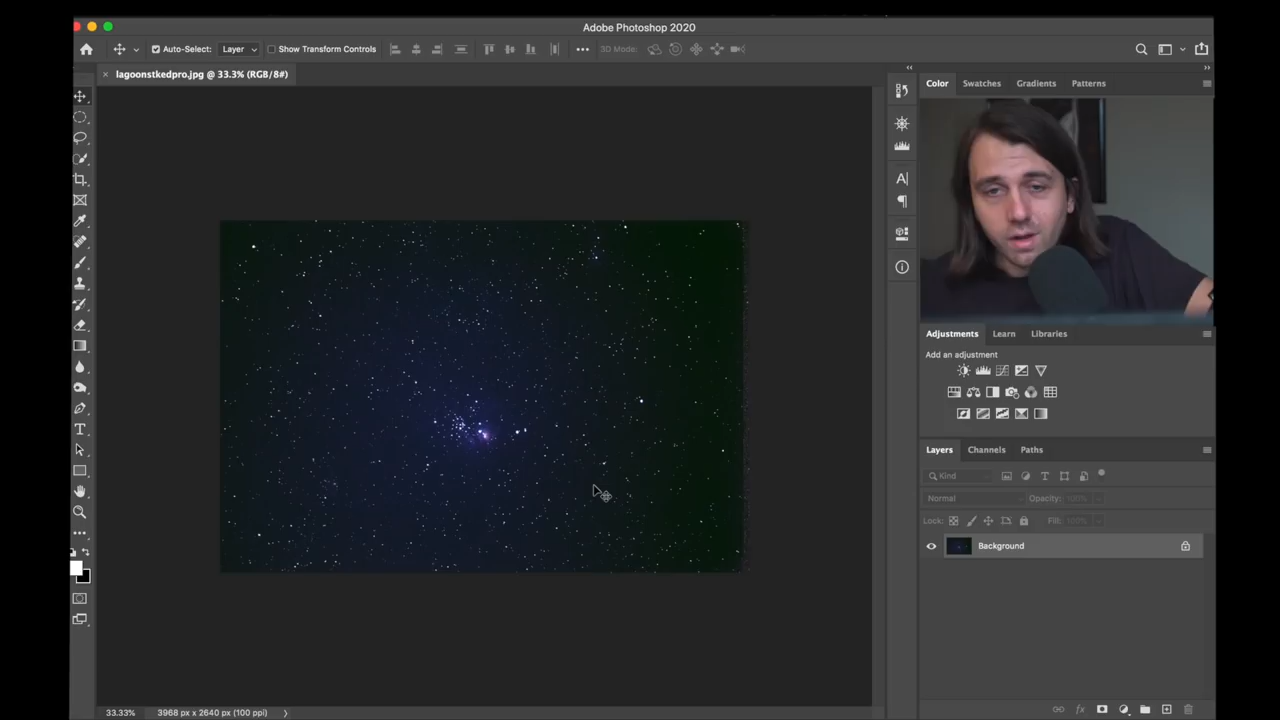 Adobe Photoshop 2020
Auto-Select: Layer Show Transform Controls 3D Mode:
lagoonstkedpro.jpg @ 33.3% (RGB/8#)
Color Swatches Gradients Patterns
Adjustments Learn Libraries
Add an adjustment
Layers Channels Paths
Kind
Normal Opacity: 100%
Lock: Fill: 100%
Background
33.33% 3968 px x 2640 px (100 ppi)